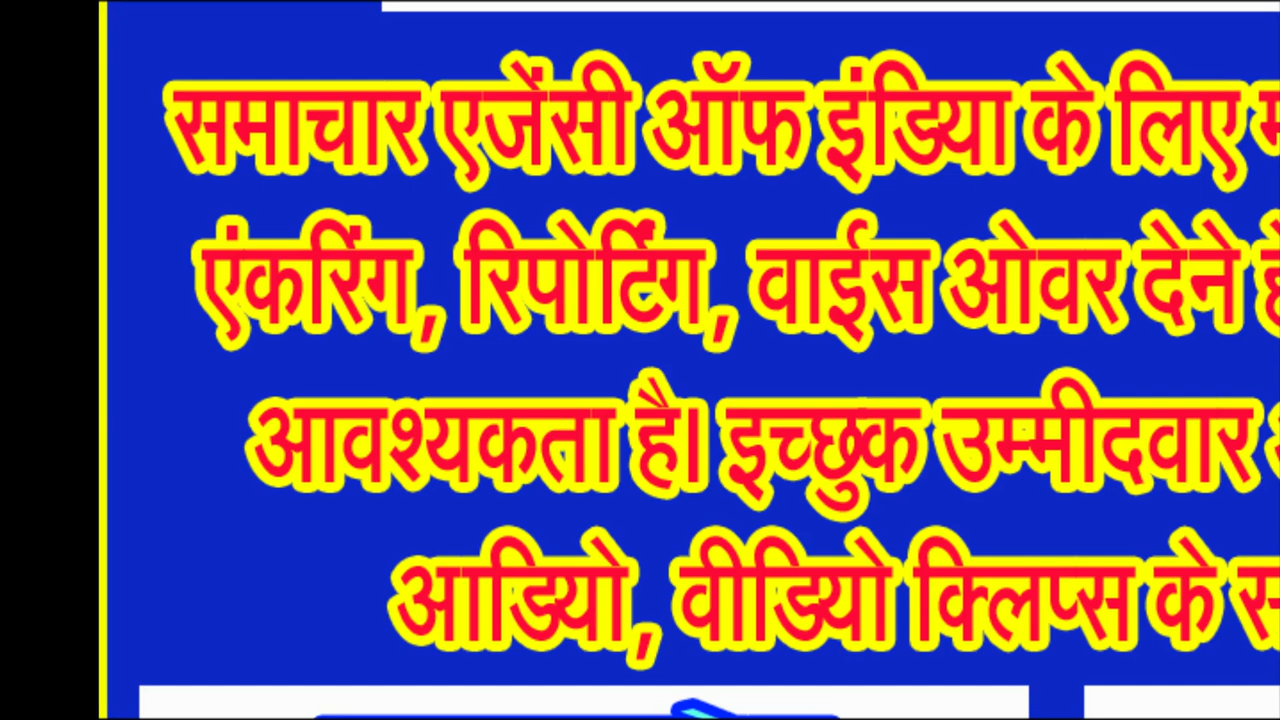 समाचार एजेंसी ऑफ इंडिया के लिए
एंकरिंग, रिपोर्टिंग, वाईस ओवर देने
आवश्यकता है। इच्छुक उम्मीदवार
आडियो, वीडियो क्लिप्स के